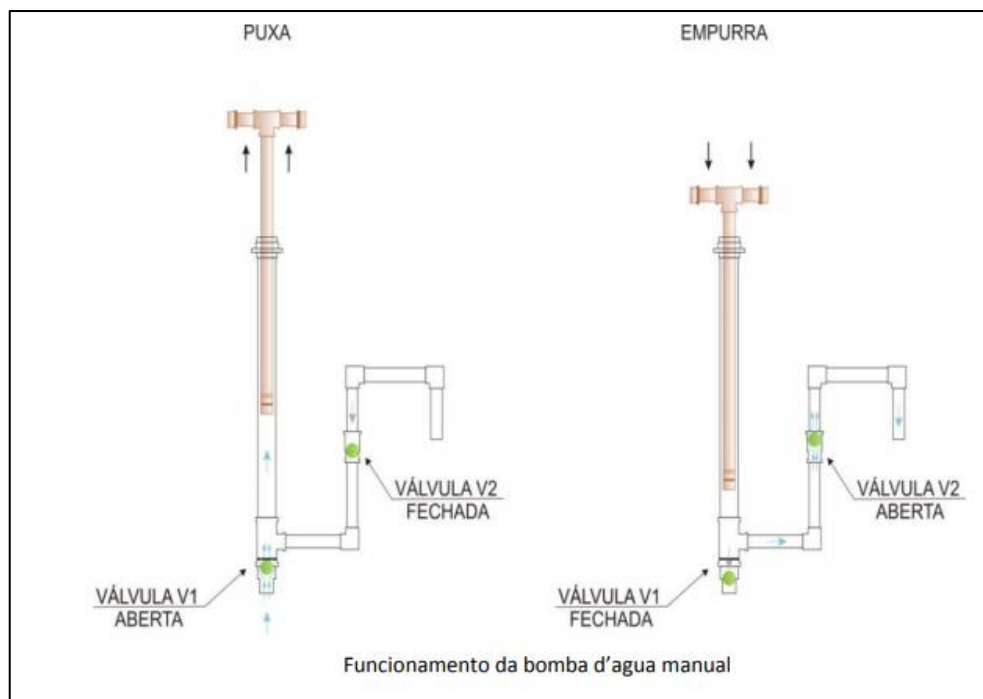 PUXA
EMPURRA
VÁLVULA V2
FECHADA
VÁLVULA V1
ABERTA
VÁLVULA V2
ABERTA
VÁLVULA V1
FECHADA
Funcionamento da bomba d’agua manual